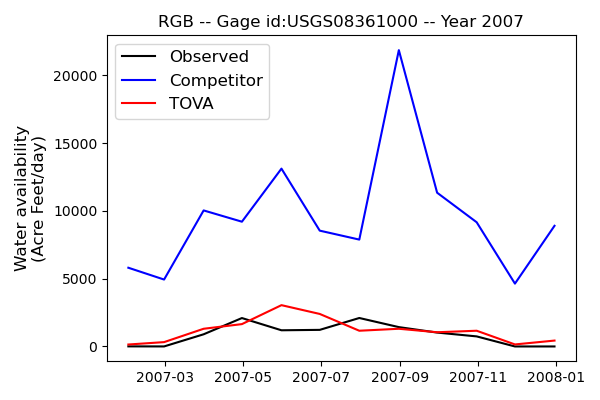 RGB -- Gage id:USGS08361000 -- Year 2007
Observed
Competitor
TOVA
Water availability
(Acre Feet/day)
20000
15000
10000
5000
0
2007-03 2007-05 2007-07 2007-09 2007-11 2008-01